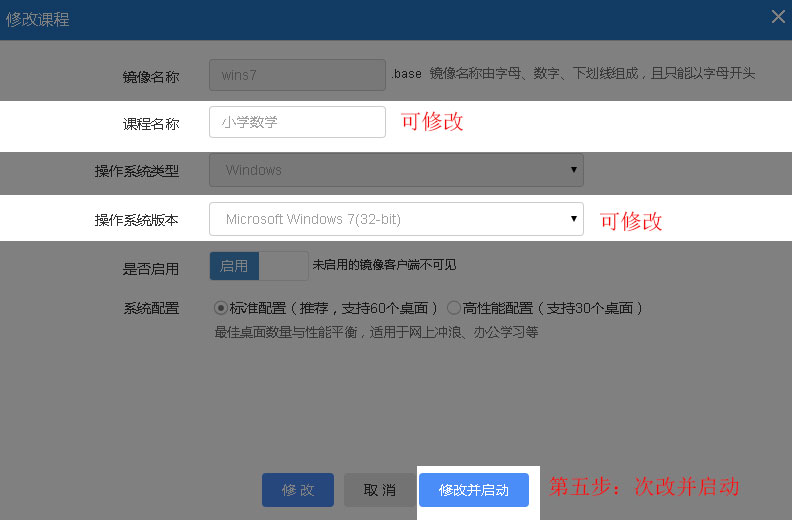 修改课程
镜像名称 wins7 .base 镜像名称由字母、数字、下划线组成，且只能以字母开头
课程名称 小学数学 可修改
操作系统类型 Windows
操作系统版本 Microsoft Windows 7(32-bit) 可修改
是否启用 启用 未启用的镜像客户端不可见
系统配置 标准配置（推荐，支持60个桌面） 高性能配置（支持30个桌面）
最佳桌面数量与性能平衡，适用于网上冲浪、办公学习等
修 改 取 消 修改并启动 第五步：次改并启动